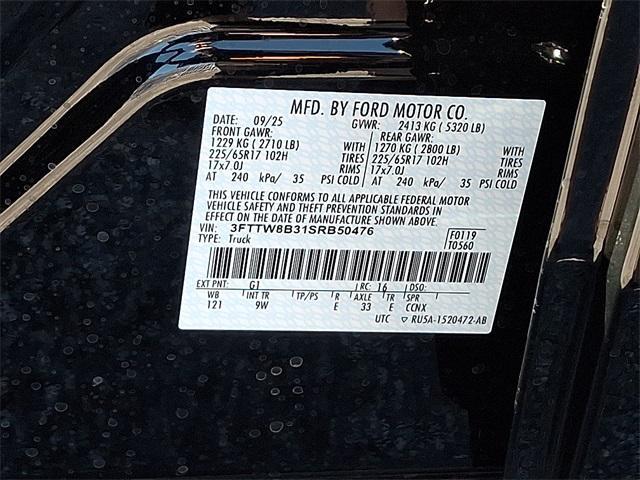 MFD. BY FORD MOTOR CO.
DATE: 09/25 GVWR: 2413 KG ( 5320 LB)
FRONT GAWR: REAR GAWR:
1229 KG ( 2710 LB) WITH 1270 KG ( 2800 LB) WITH
225/65R17 102H TIRES 225/65R17 102H TIRES
17x7.0J RIMS 17x7.0J RIMS
AT 240 kPa/ 35 PSI COLD AT 240 kPa/ 35 PSI COLD
THIS VEHICLE CONFORMS TO ALL APPLICABLE FEDERAL MOTOR
VEHICLE SAFETY AND THEFT PREVENTION STANDARDS IN
EFFECT ON THE DATE OF MANUFACTURE SHOWN ABOVE.
VIN: 3FTTW8B31SRB50476 F0119
TYPE: Truck T0560
EXT PNT: G1 RC: 16 DSO:
WB INT TR TP/PS R AXLE TR SPR
121 9W E 33 E CCNX
UTC ▽ RU5A-1520472-AB